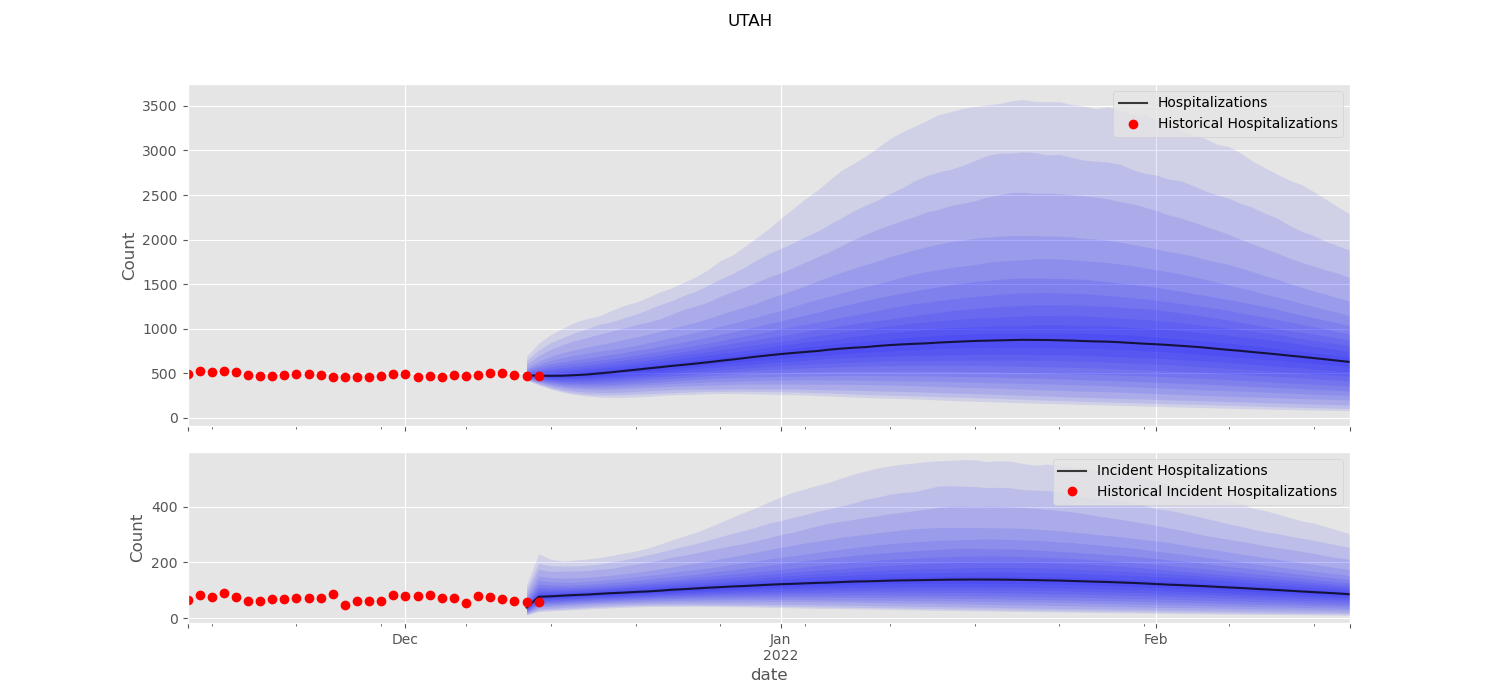 UTAH
3500
3000
2500
2000
1500
1000
500
0
Count
Hospitalizations
Historical Hospitalizations
400
200
0
Count
Incident Hospitalizations
Historical Incident Hospitalizations
Dec
Jan
2022
Feb
date